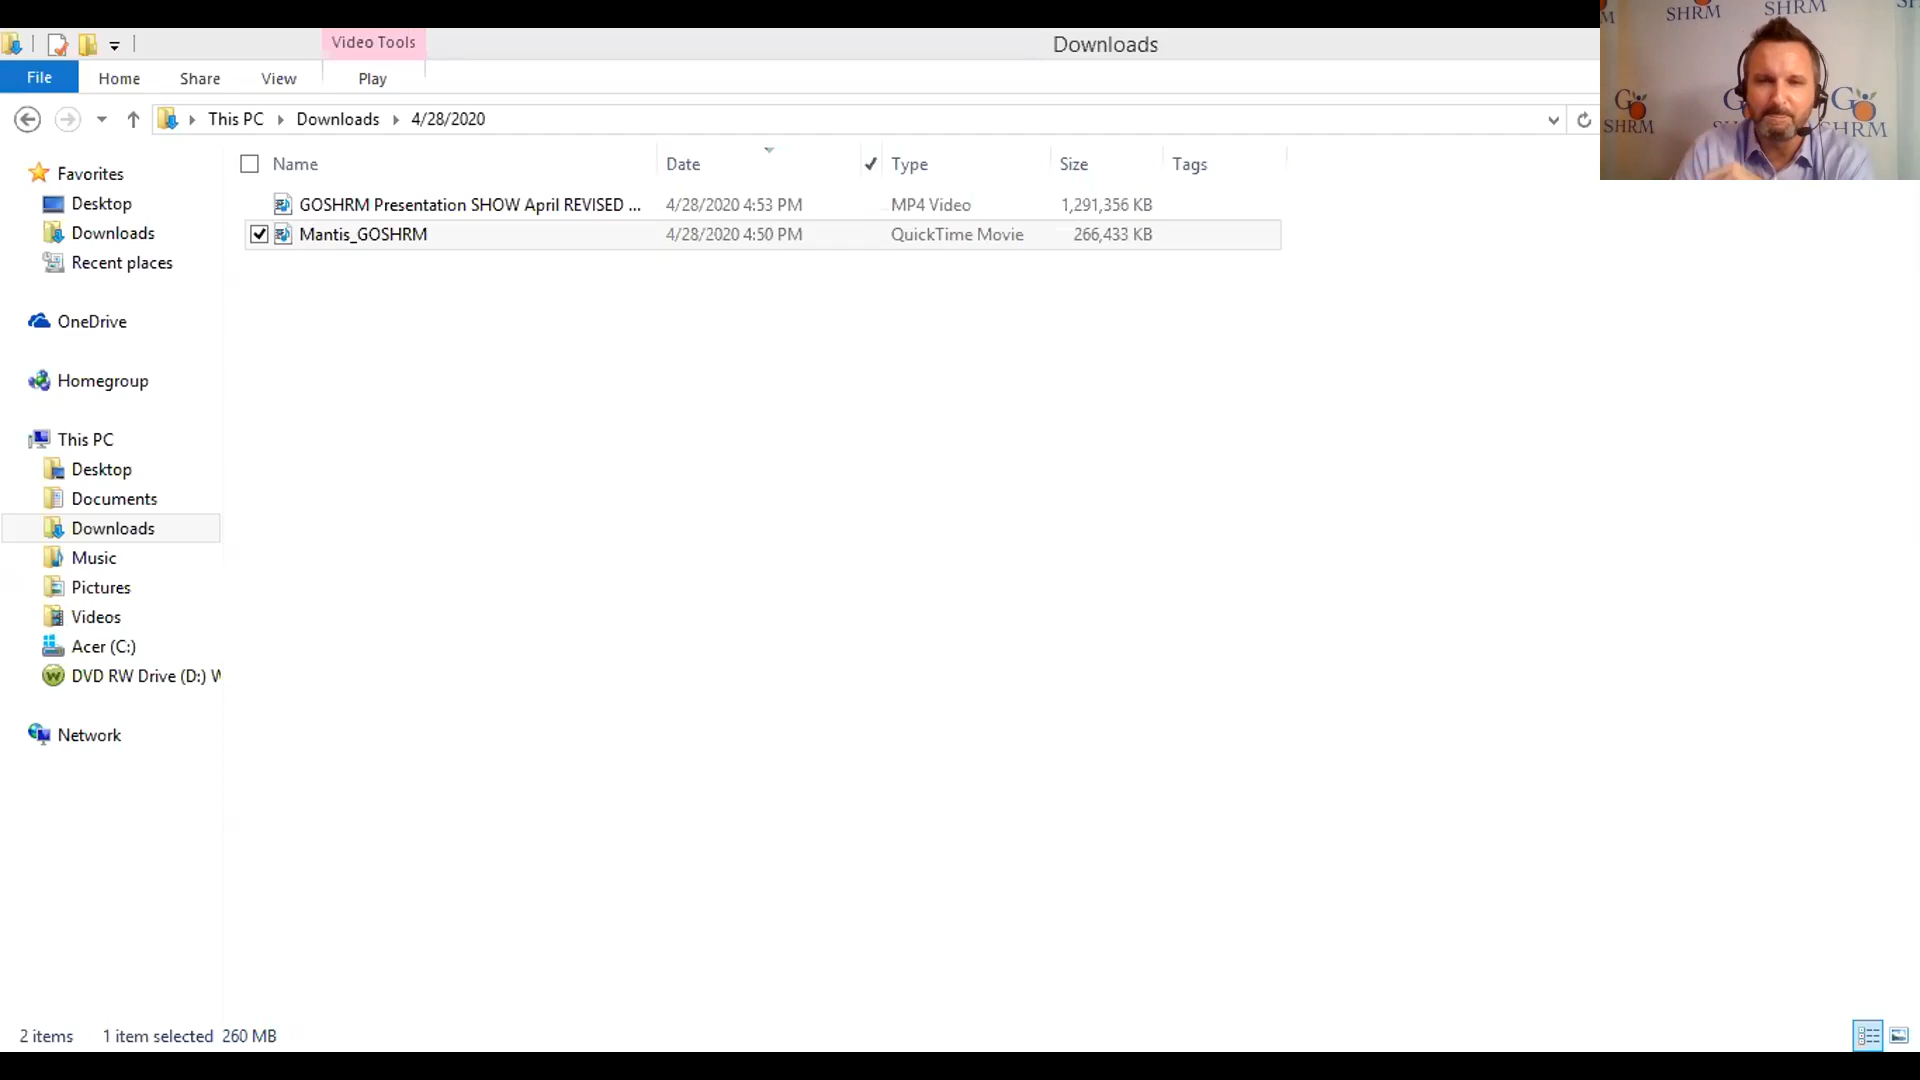 Video Tools
Downloads
File Home Share View Play
This PC Downloads 4/28/2020
Name Date Type Size Tags
GOSHRM Presentation SHOW April REVISED ... 4/28/2020 4:53 PM MP4 Video 1,291,356 KB
Mantis_GOSHRM 4/28/2020 4:50 PM QuickTime Movie 266,433 KB
Favorites
Desktop
Downloads
Recent places
OneDrive
Homegroup
This PC
Desktop
Documents
Downloads
Music
Pictures
Videos
Acer (C:)
DVD RW Drive (D:) W
Network
2 items 1 item selected 260 MB
SHRM SHRM
GO SHRM
GO SHRM